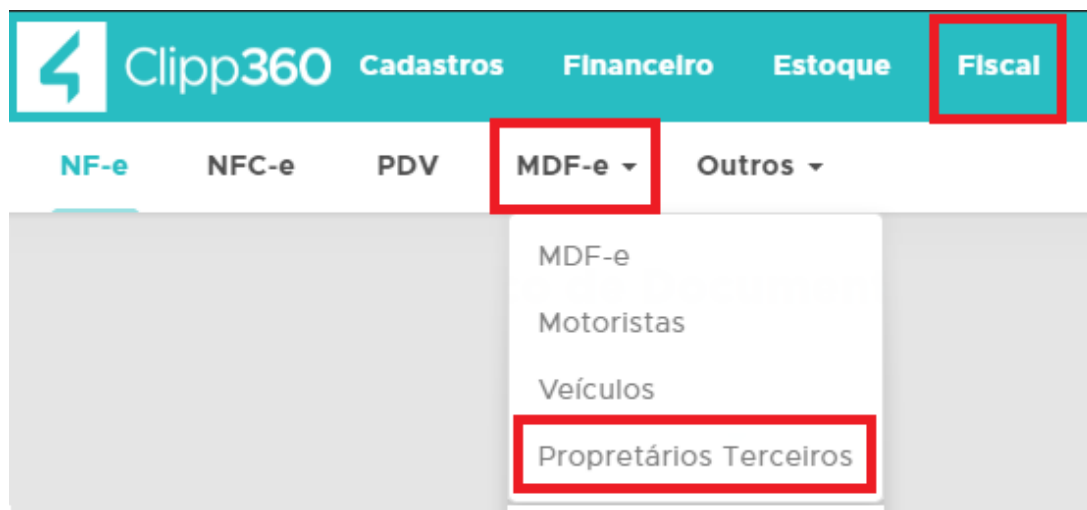 Clipp360 Cadastros Financeiro Estoque Fiscal
NF-e NFC-e PDV MDF-e Outros
MDF-e
Motoristas
Veículos
Propretários Terceiros